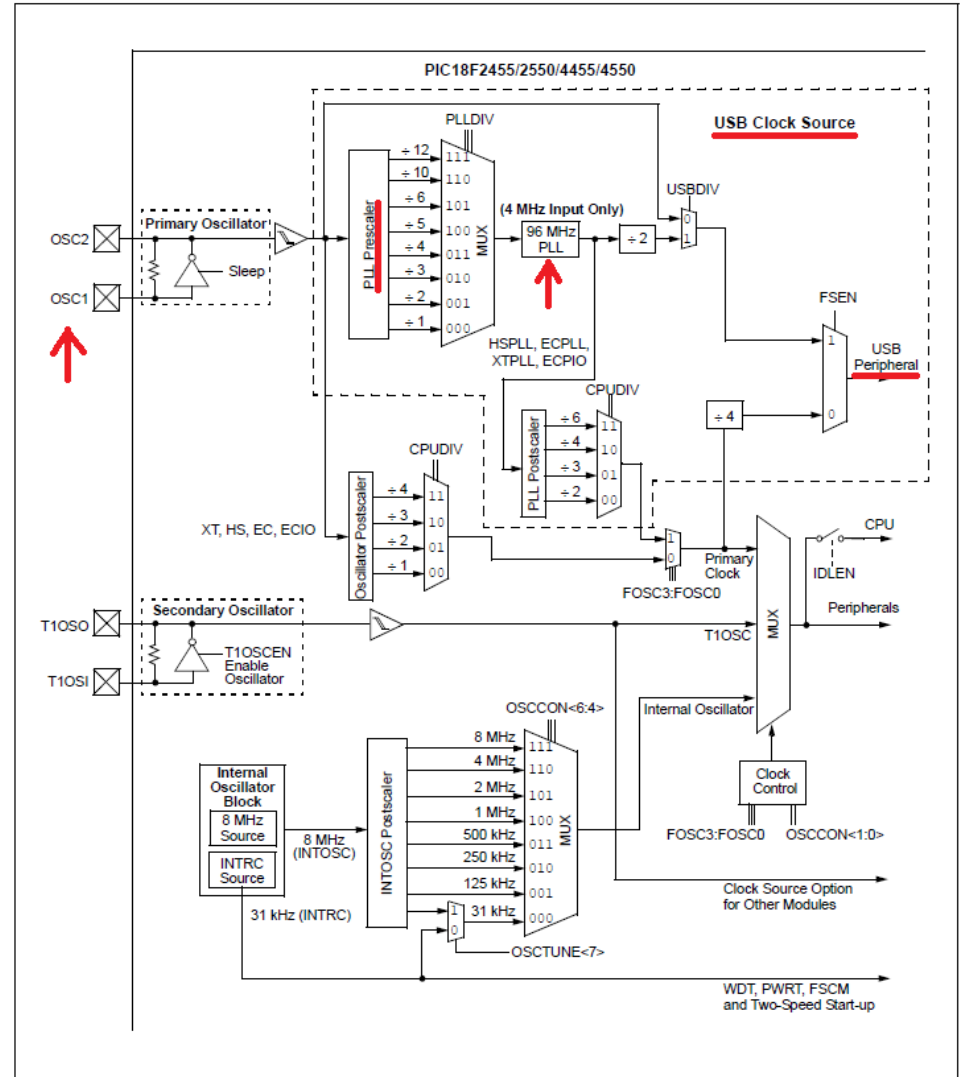 PIC18F2455/2550/4455/4550
USB Clock Source
PLLDIV
PLL Prescaler
÷ 12
÷ 10
÷ 6
÷ 5
÷ 4
÷ 3
÷ 2
÷ 1
111
110
101
100
011
010
001
000
MUX
(4 MHz Input Only)
96 MHz
PLL
÷ 2
USBDIV
0
1
Primary Oscillator
OSC2
Sleep
OSC1
FSEN
1
0
USB
Peripheral
÷ 4
HSPLL, ECPLL,
XTPLL, ECPIO
CPUDIV
PLL Postscaler
÷ 6
÷ 4
÷ 3
÷ 2
11
10
01
00
CPUDIV
XT, HS, EC, ECIO
Oscillator Postscaler
÷ 4
÷ 3
÷ 2
÷ 1
11
10
01
00
1
0
FOSC3:FOSC0
Primary
Clock
MUX
CPU
IDLEN
Peripherals
Secondary Oscillator
T1OSO
T1OSCEN
Enable
Oscillator
T1OSI
T1OSC
Internal Oscillator
OSCCON<6:4>
Internal
Oscillator
Block
8 MHz
Source
INTRC
Source
8 MHz
(INTOSC)
31 kHz (INTRC)
INTOSC Postscaler
8 MHz
4 MHz
2 MHz
1 MHz
500 kHz
250 kHz
125 kHz
1
0
31 kHz
111
110
101
100
011
010
001
000
MUX
OSCTUNE<7>
Clock
Control
FOSC3:FOSC0
OSCCON<1:0>
Clock Source Option
for Other Modules
WDT, PWRT, FSCM
and Two-Speed Start-up